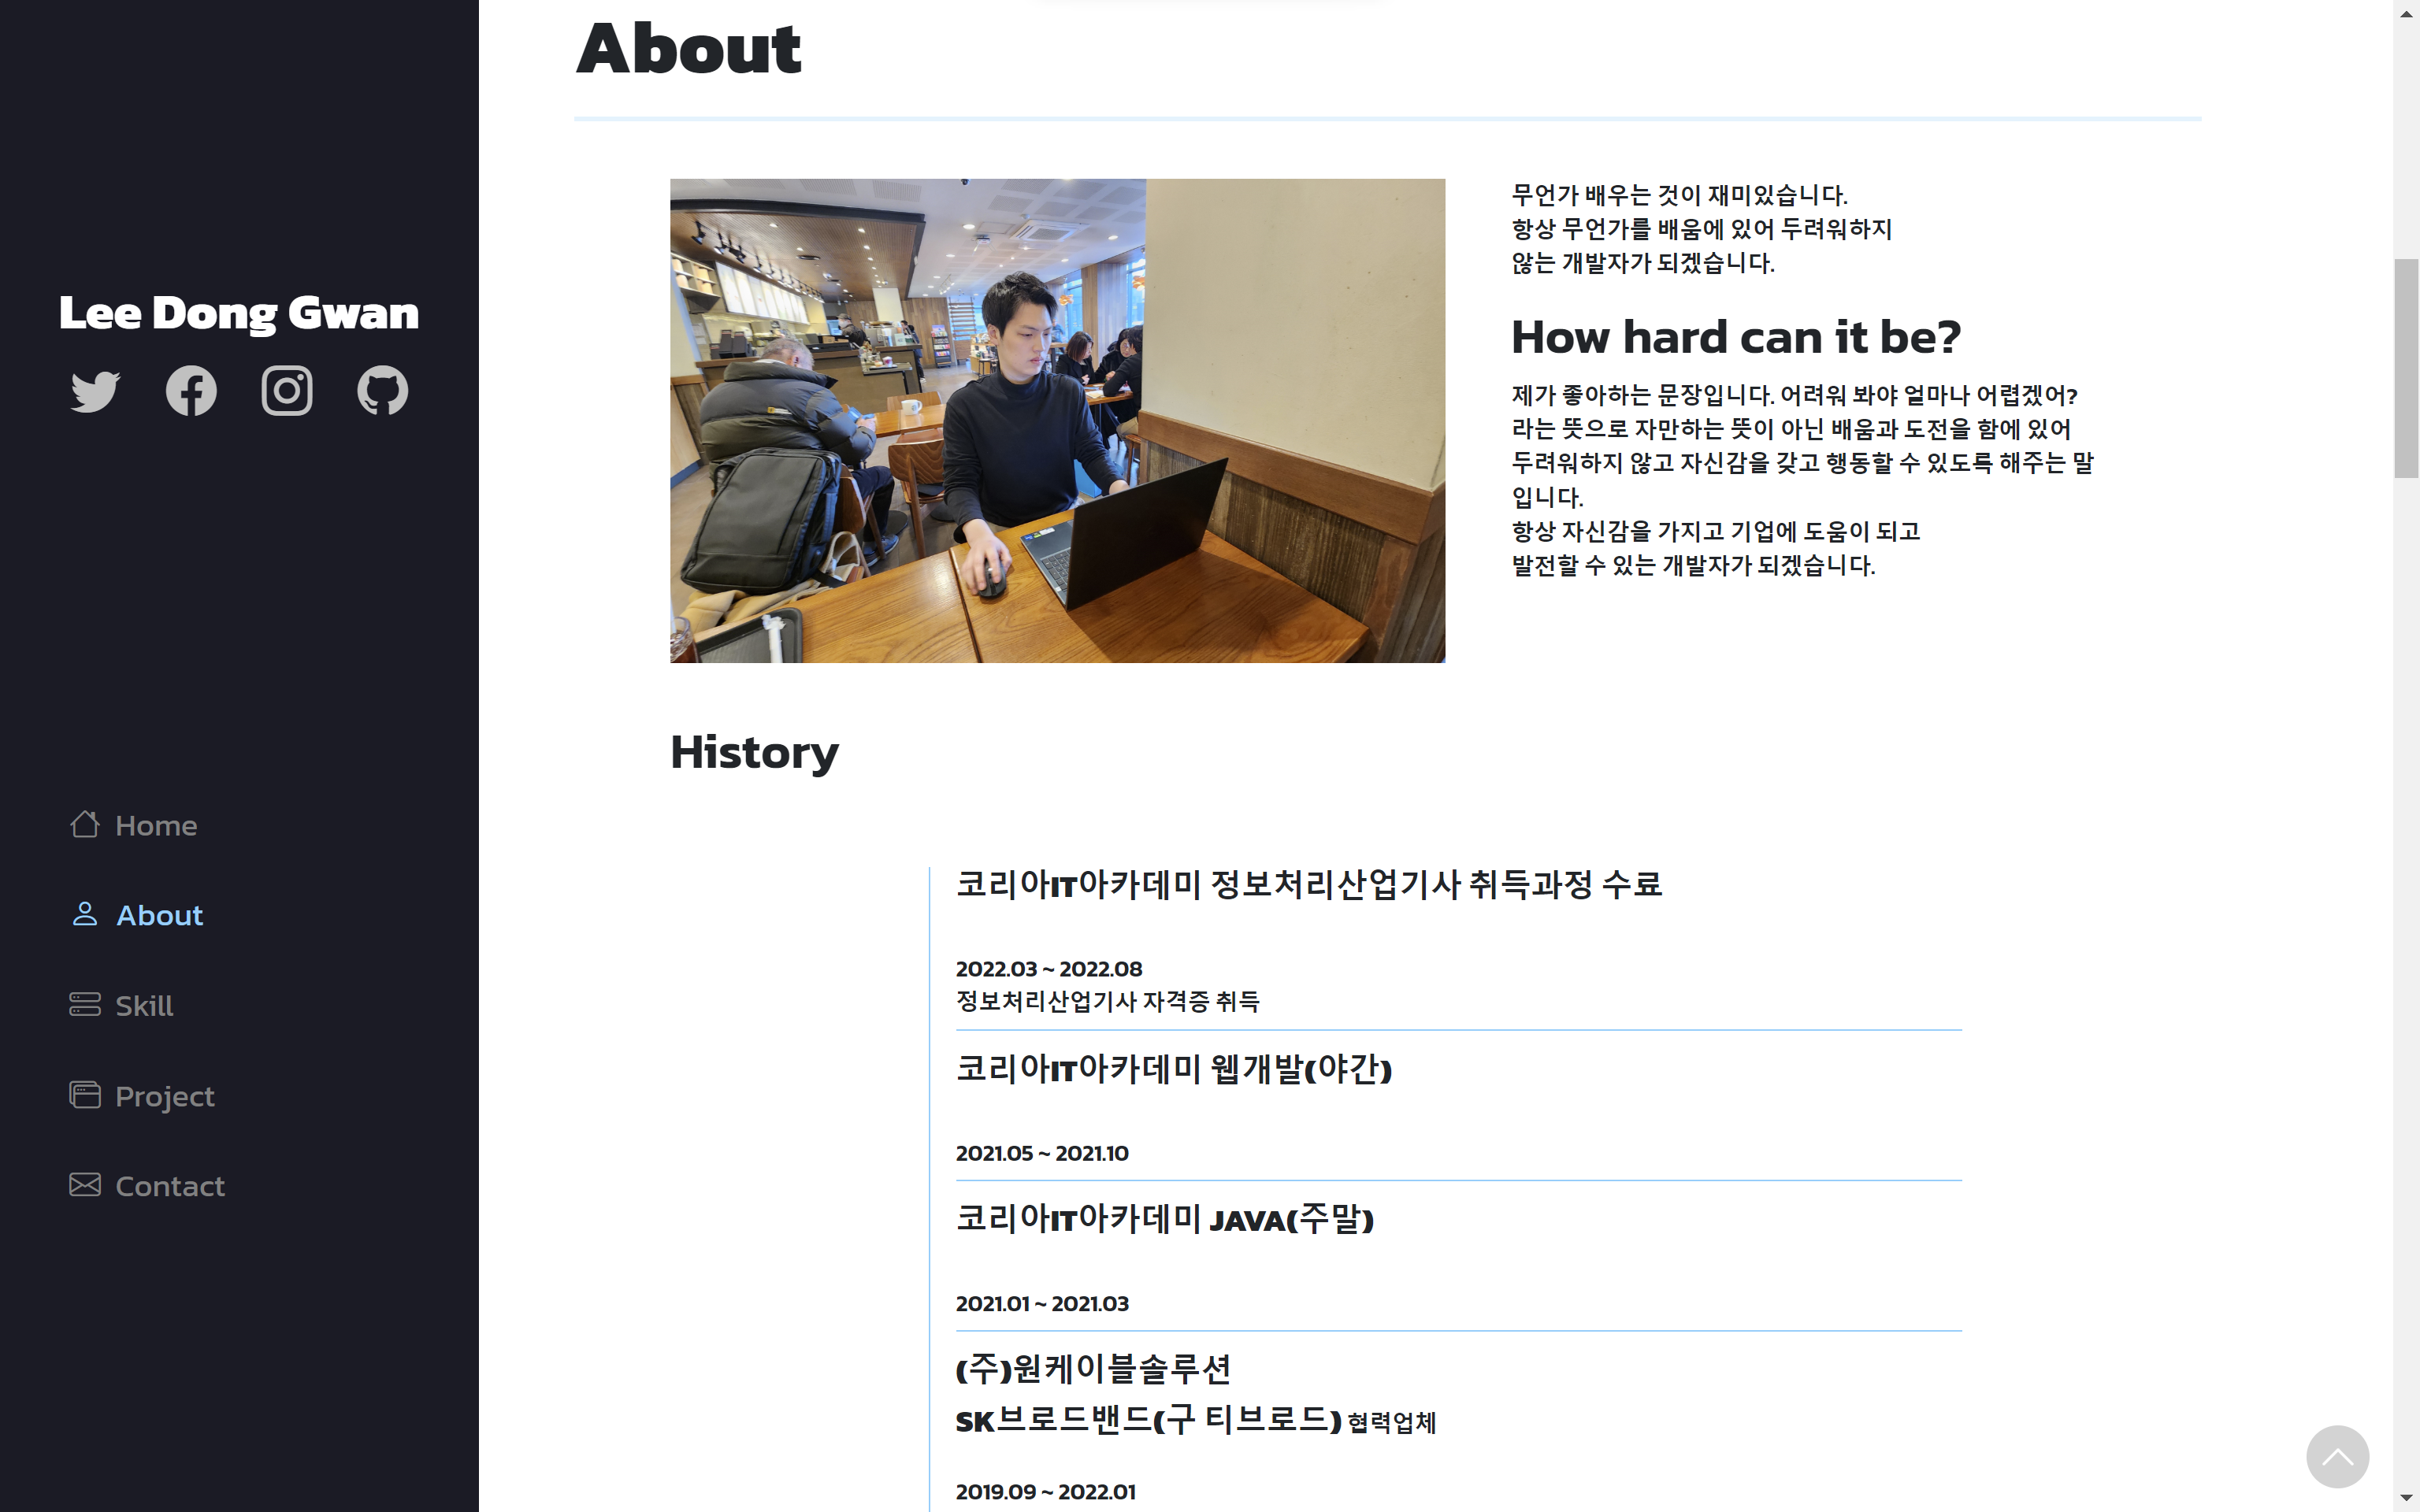 About
Lee Dong Gwan
Home
About
Skill
Project
Contact
무언가 배우는 것이 재미있습니다.
항상 무언가를 배움에 있어 두려워하지
않는 개발자가 되겠습니다.
How hard can it be?
제가 좋아하는 문장입니다. 어려워 봐야 얼마나 어렵겠어?
라는 뜻으로 자만하는 뜻이 아닌 배움과 도전을 함에 있어
두려워하지 않고 자신감을 갖고 행동할 수 있도록 해주는 말
입니다.
항상 자신감을 가지고 기업에 도움이 되고
발전할 수 있는 개발자가 되겠습니다.
History
코리아IT아카데미 정보처리산업기사 취득과정 수료
2022.03 ~ 2022.08
정보처리산업기사 자격증 취득
코리아IT아카데미 웹개발(야간)
2021.05 ~ 2021.10
코리아IT아카데미 JAVA(주말)
2021.01 ~ 2021.03
(주)원케이블솔루션
SK브로드밴드(구 티브로드) 협력업체
2019.09 ~ 2022.01